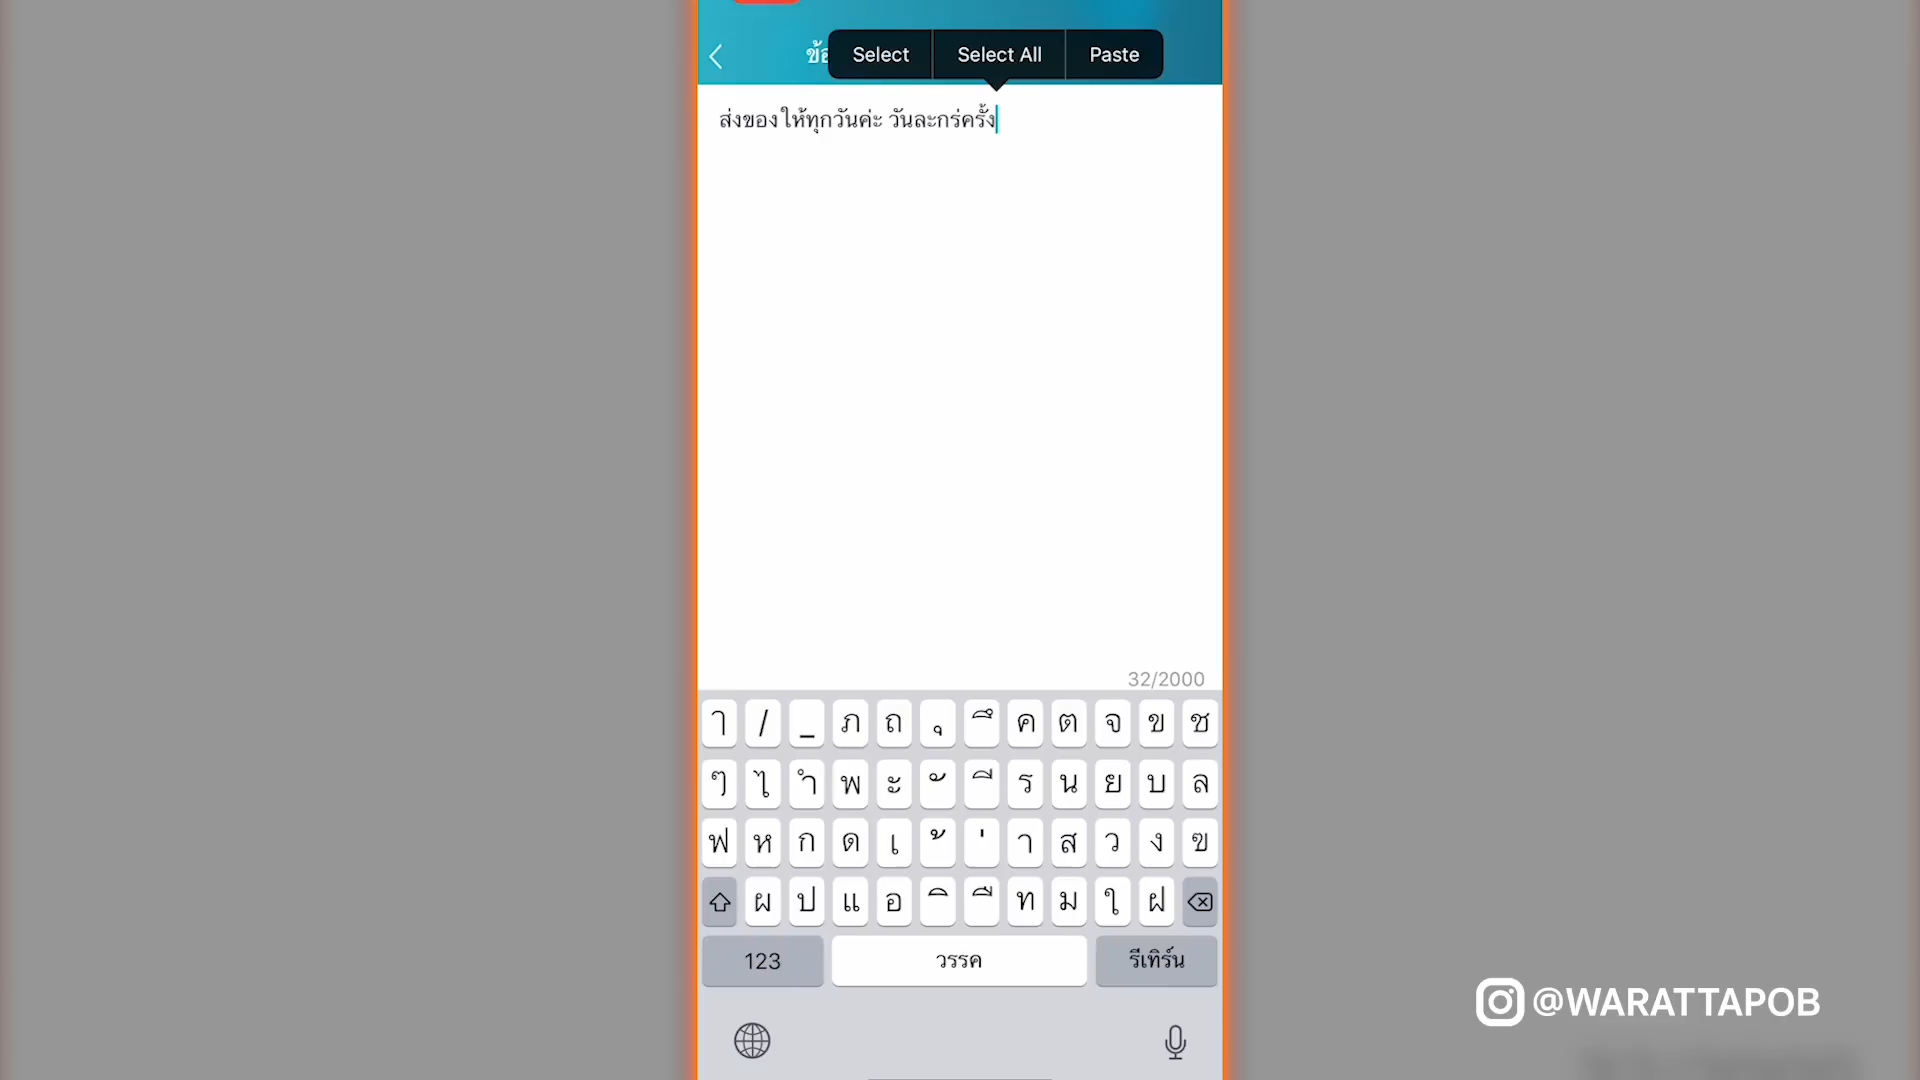 ข้อ
Select
Select All
Paste
ส่งของให้ทุกวันค่ะ วันละกร่ครั้ง
32/2000
ๅ / _ ภ ถ ุ ึ ค ต จ ข ช
ๆ ไ ำ พ ะ ั ี ร น ย บ ล
ฟ ห ก ด เ ้ ่ า ส ว ง ฃ
ผ ป แ อ ิ ื ท ม ใ ฝ
123
วรรค
รีเทิร์น
@WARATTAPOB